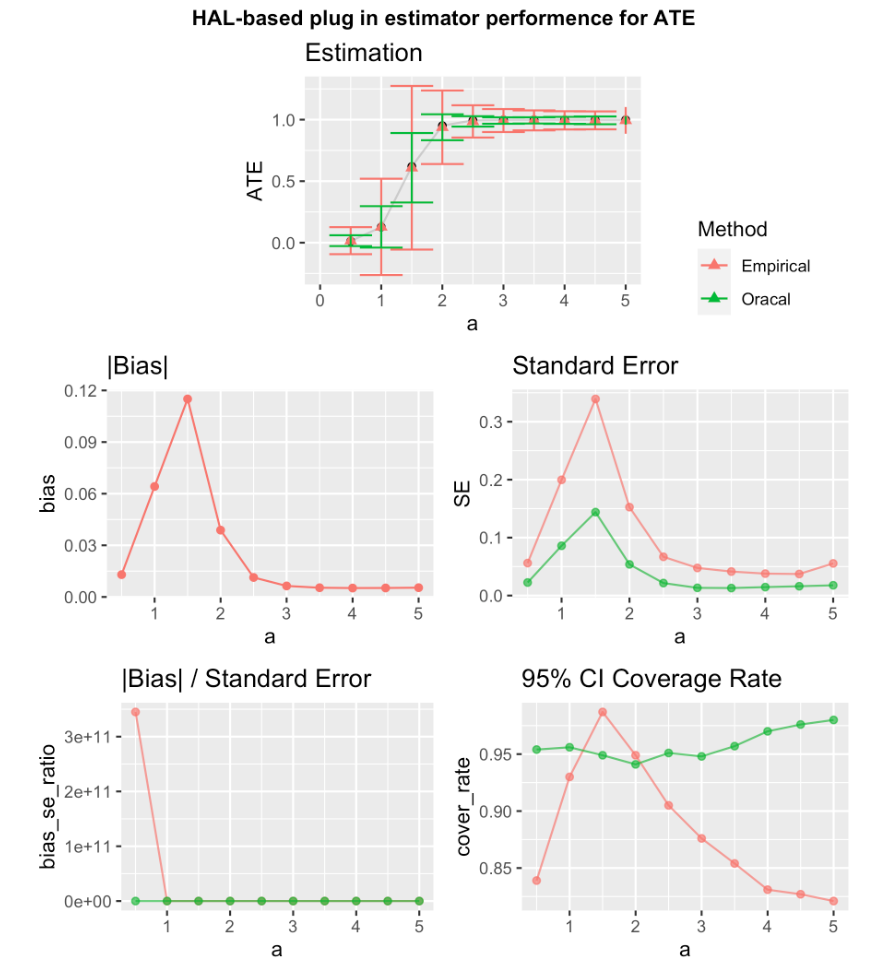 HAL-based plug in estimator performence for ATE
Estimation
1.0
0.5
0.0
ATE
0 1 2 3 4 5
a
Method
Empirical
Oracal
|Bias|
0.12
0.09
0.06
0.03
0.00
bias
1 2 3 4 5
a
Standard Error
0.3
0.2
0.1
0.0
SE
1 2 3 4 5
a
|Bias| / Standard Error
3e+11
2e+11
1e+11
0e+00
bias_se_ratio
1 2 3 4 5
a
95% CI Coverage Rate
0.95
0.90
0.85
cover_rate
1 2 3 4 5
a